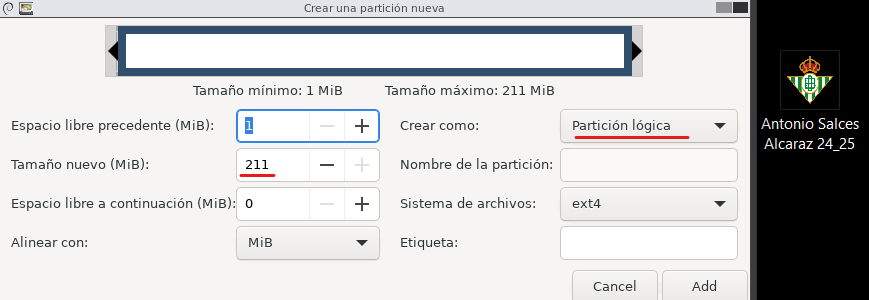 Crear una partición nueva
Tamaño mínimo: 1 MiB Tamaño máximo: 211 MiB
Espacio libre precedente (MiB): 1 Crear como: Partición lógica
Tamaño nuevo (MiB): 211 Nombre de la partición:
Espacio libre a continuación (MiB): 0 Sistema de archivos: ext4
Alinear con: MiB Etiqueta:
Cancel Add
Antonio Salces
Alcaraz 24_25